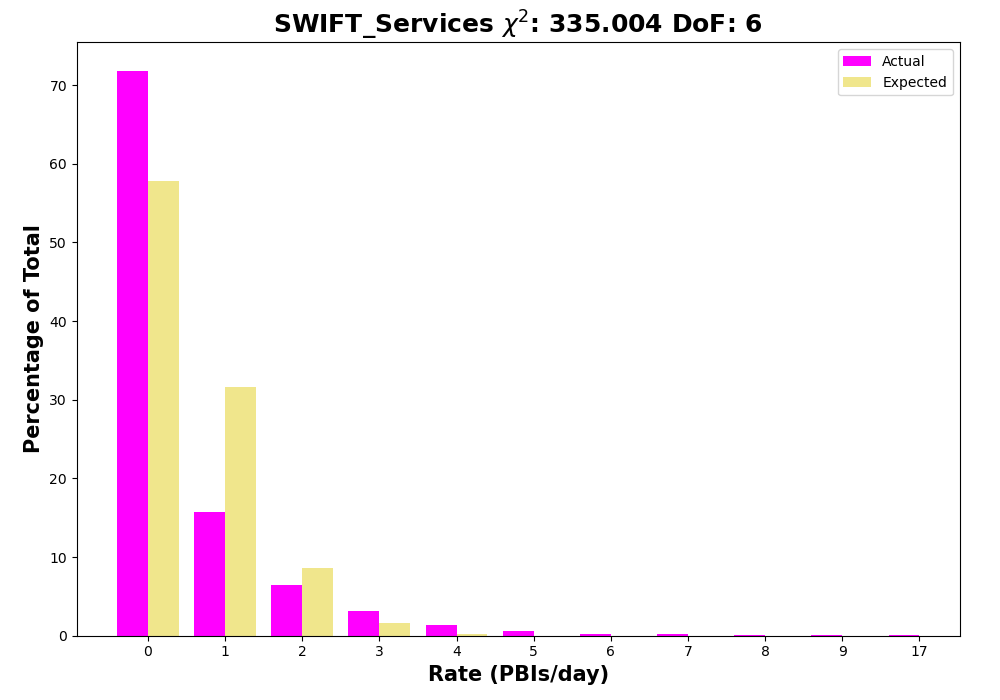 SWIFT_Services χ²: 335.004 DoF: 6
Actual
Expected
70
60
50
40
30
20
10
0
Percentage of Total
0 1 2 3 4 5 6 7 8 9 17
Rate (PBIs/day)